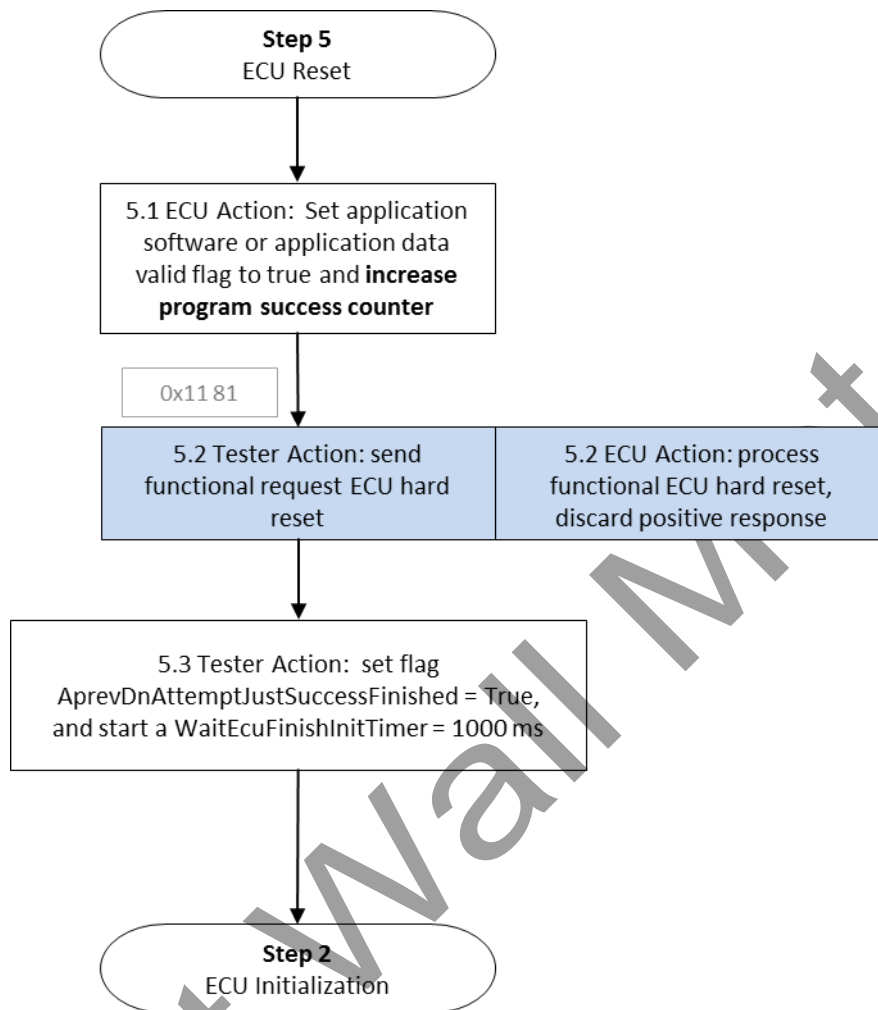 Step 5
ECU Reset
5.1 ECU Action: Set application
software or application data
valid flag to true and increase
program success counter
0x11 81
5.2 Tester Action: send
functional request ECU hard
reset
5.2 ECU Action: process
functional ECU hard reset,
discard positive response
5.3 Tester Action: set flag
AprevDnAttemptJustSuccessFinished = True,
and start a WaitEcuFinishInitTimer = 1000 ms
Step 2
ECU Initialization
Wall